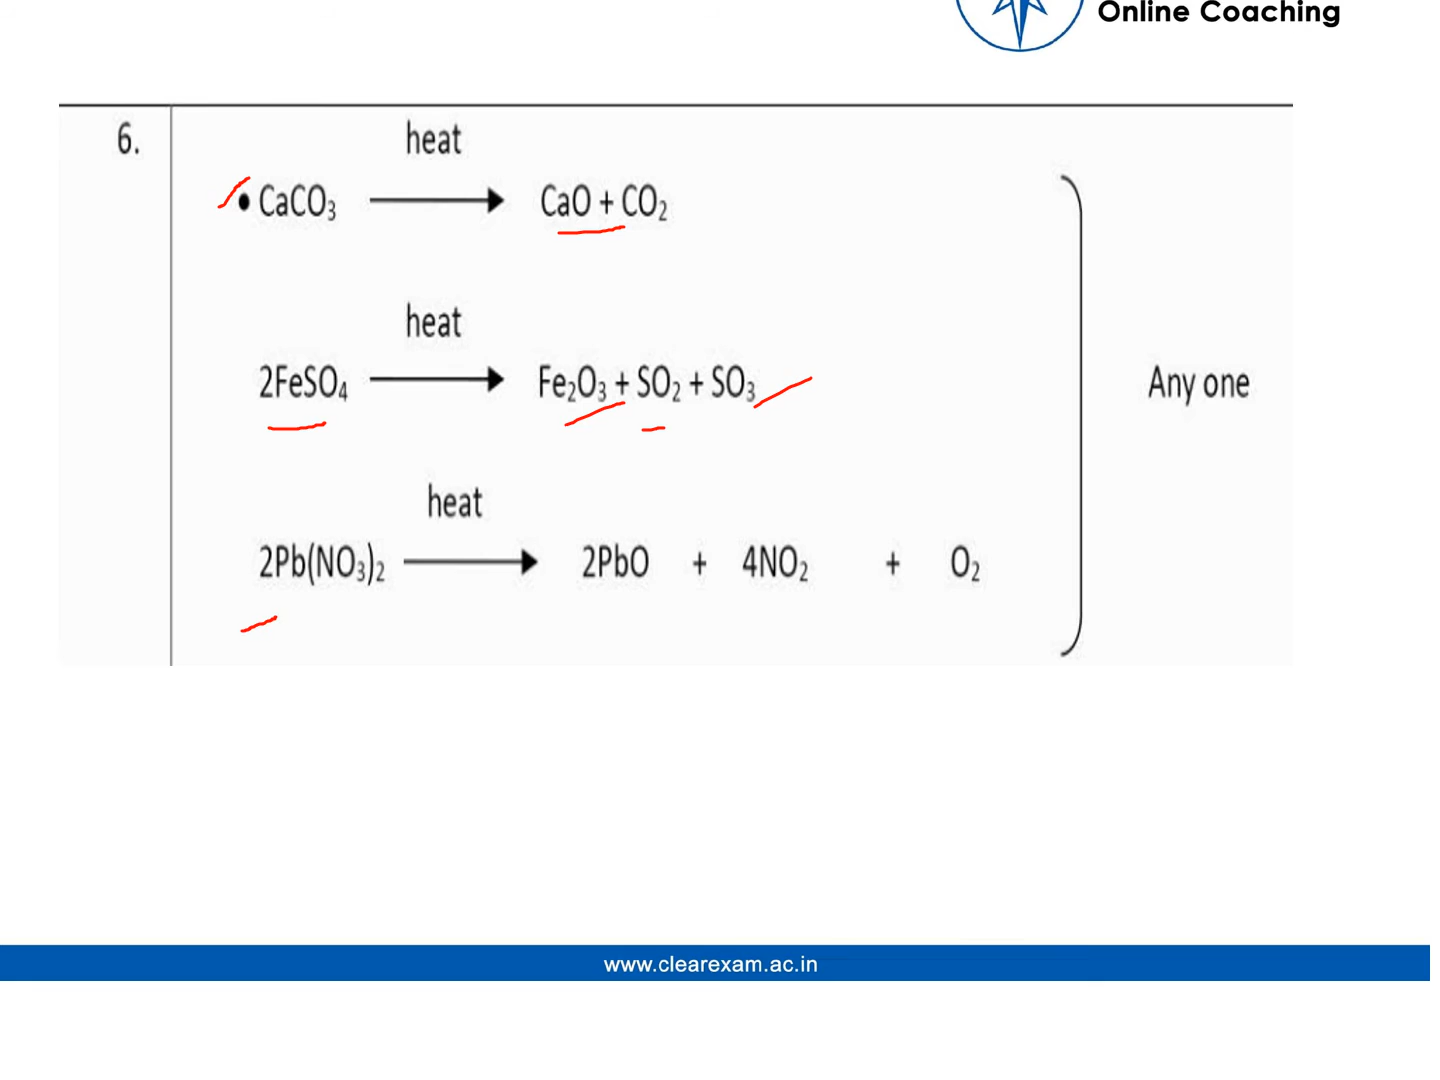 Online Coaching
6.
heat
• CaCO₃ ⟶ CaO + CO₂
heat
2FeSO₄ ⟶ Fe₂O₃ + SO₂ + SO₃
Any one
heat
2Pb(NO₃)₂ ⟶ 2PbO + 4NO₂ + O₂
www.clearexam.ac.in